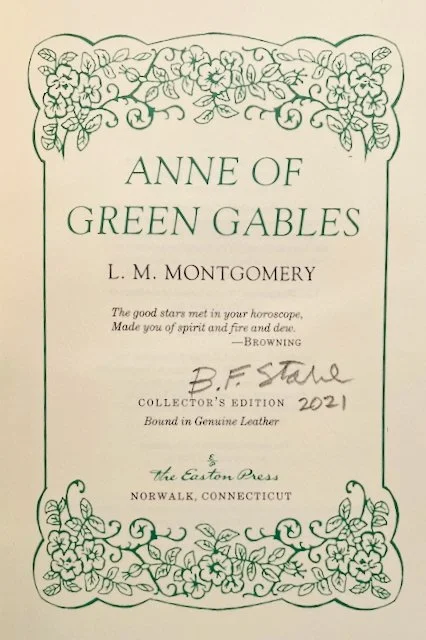 ANNE OF
GREEN GABLES
L. M. MONTGOMERY
The good stars met in your horoscope,
Made you of spirit and fire and dew.
—BROWNING
B.F. Stahl
COLLECTOR'S EDITION 2021
Bound in Genuine Leather
The Easton Press
NORWALK, CONNECTICUT